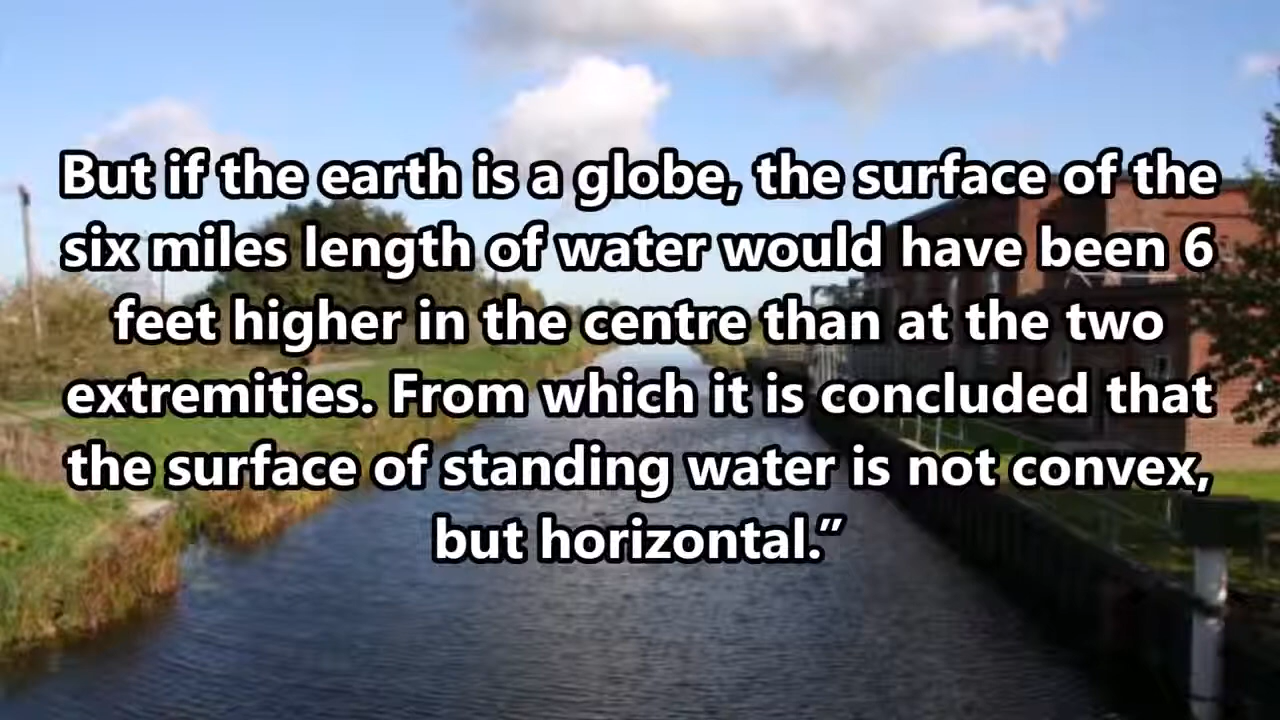 But if the earth is a globe, the surface of the
six miles length of water would have been 6
feet higher in the centre than at the two
extremities. From which it is concluded that
the surface of standing water is not convex,
but horizontal.”